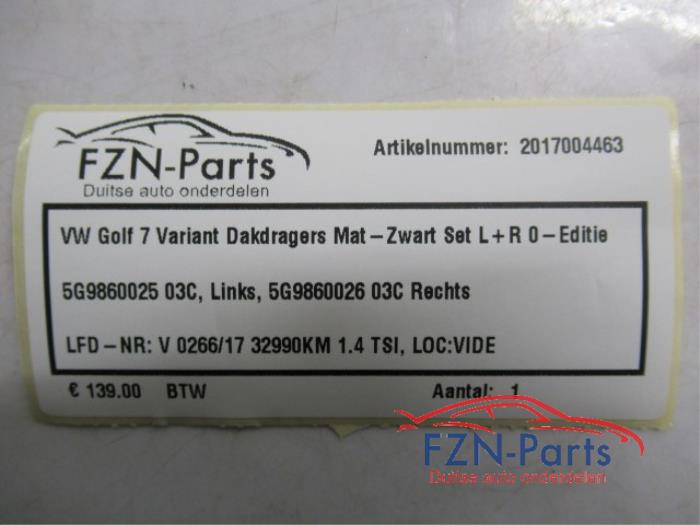 FZN-Parts
Duitse auto onderdelen
Artikelnummer: 2017004463
VW Golf 7 Variant Dakdragers Mat-Zwart Set L+R 0-Editie
5G9860025 03C, Links, 5G9860026 03C Rechts
LFD-NR: V 0266/17 32990KM 1.4 TSI, LOC:VIDE
€ 139.00 BTW Aantal: 1
FZN-Parts
Duitse auto onderdelen